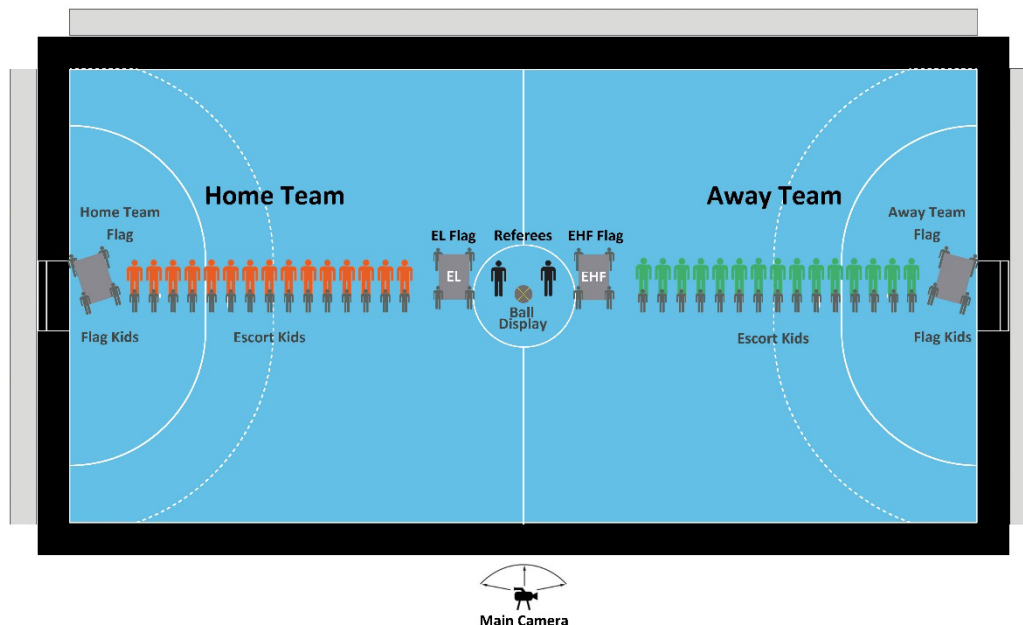 Home Team
Away Team
Home Team
Flag
Away Team
Flag
EL Flag
Referees
EHF Flag
EL
EHF
Ball
Display
Flag Kids
Escort Kids
Escort Kids
Flag Kids
Main Camera